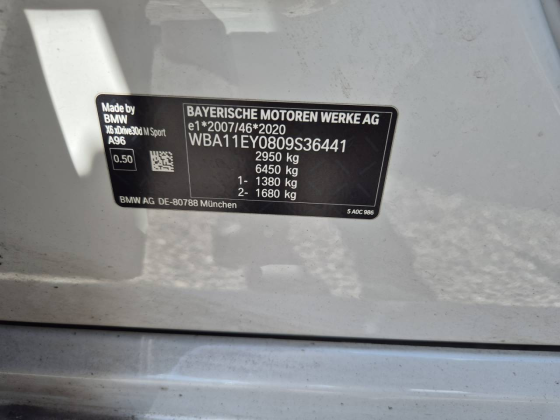 Made by
BMW
X6 xDrive30d M Sport
A96
0.50
BAYERISCHE MOTOREN WERKE AG
e1*2007/46*2020
WBA11EY0809S36441
2950 kg
6450 kg
1- 1380 kg
2- 1680 kg
BMW AG DE-80788 München
5 A0C 986